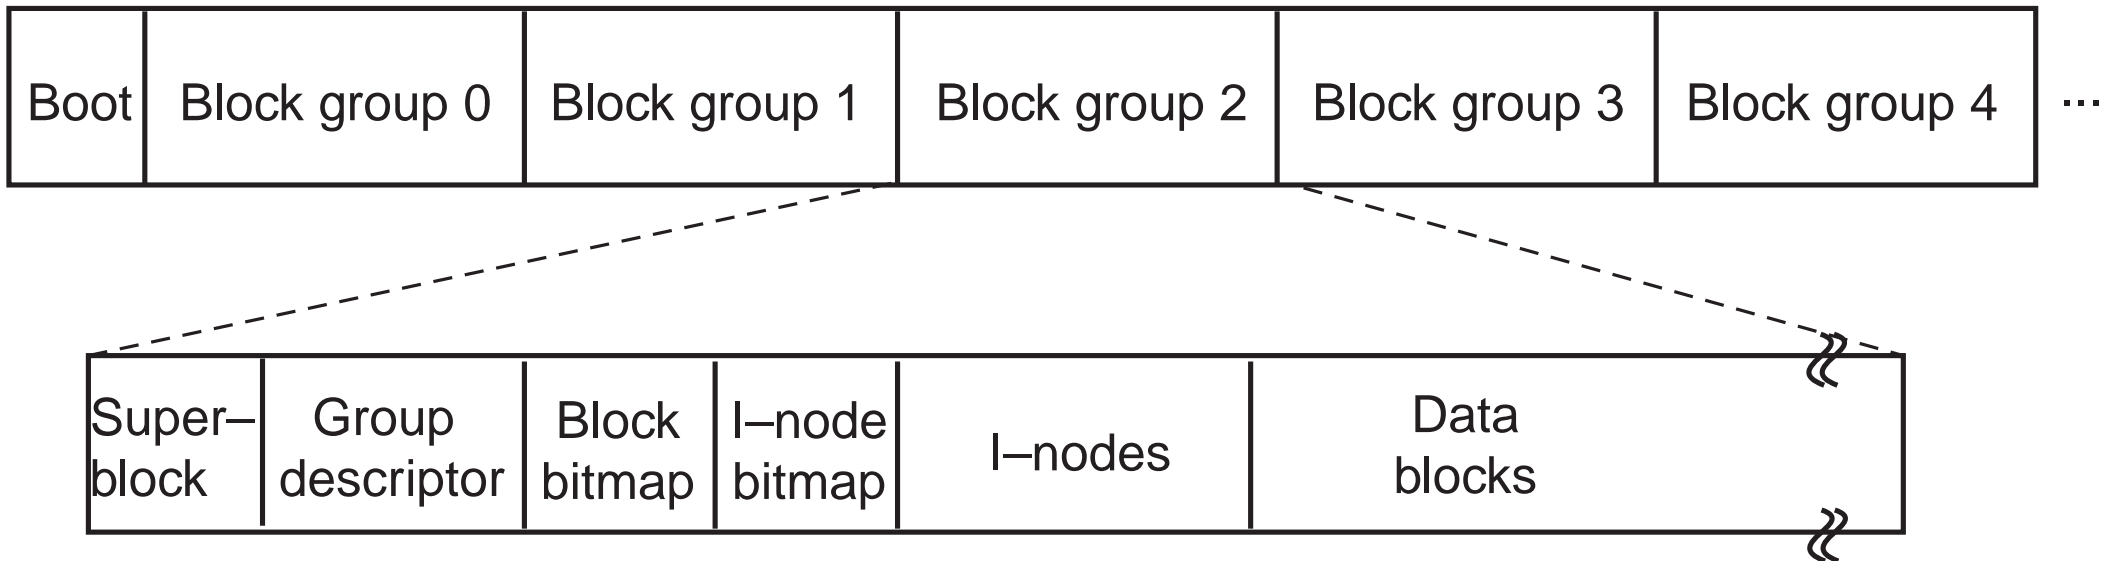 Boot Block group 0 Block group 1 Block group 2 Block group 3 Block group 4 ...
Super–
block
Group
descriptor
Block
bitmap
I–node
bitmap
I–nodes
Data
blocks